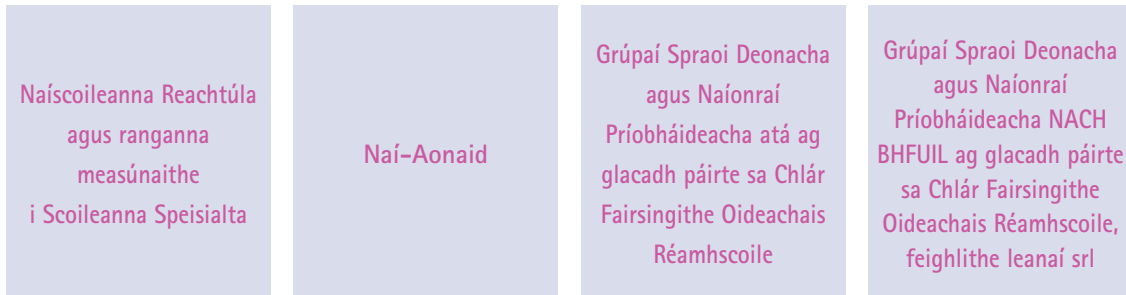 Naíscoileanna Reachtúla
agus ranganna
measúnaithe
i Scoileanna Speisialta
Naí-Aonaid
Grúpaí Spraoi Deonacha
agus Naíonraí
Príobháideacha atá ag
glacadh páirte sa Chlár
Fairsingithe Oideachais
Réamhscoile
Grúpaí Spraoi Deonacha
agus Naíonraí
Príobháideacha NACH
BHFUIL ag glacadh páirte
sa Chlár Fairsingithe
Oideachais Réamhscoile,
feighlithe leanaí srl